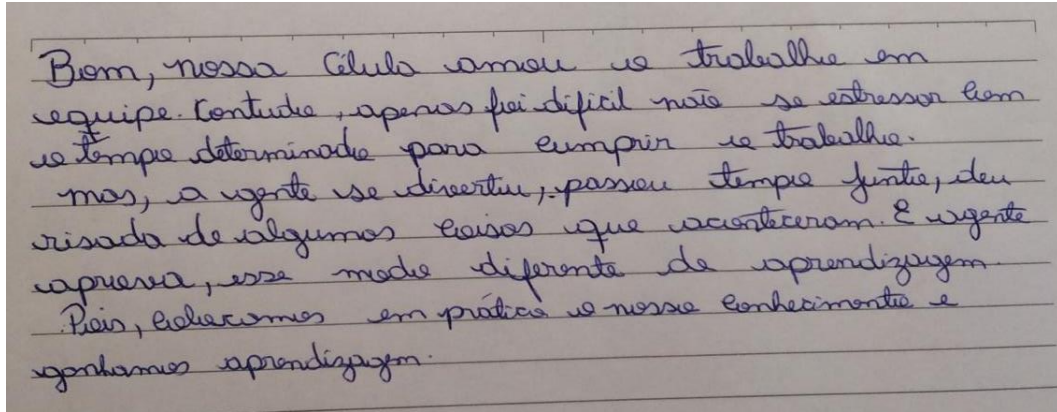 Bom, nossa Célula amou o trabalho em
equipe. Contudo, apenas foi dificil não se estressar com
o tempo determinado para cumprir o trabalho.
mas, a gente se divertiu, passou tempo junto, deu
risada de algumas coisas que aconteceram. E agente
aprova, esse modo diferente de aprendizagem.
Pois, colocamos em prática o nosso conhecimento e
ganhamos aprendizagem.